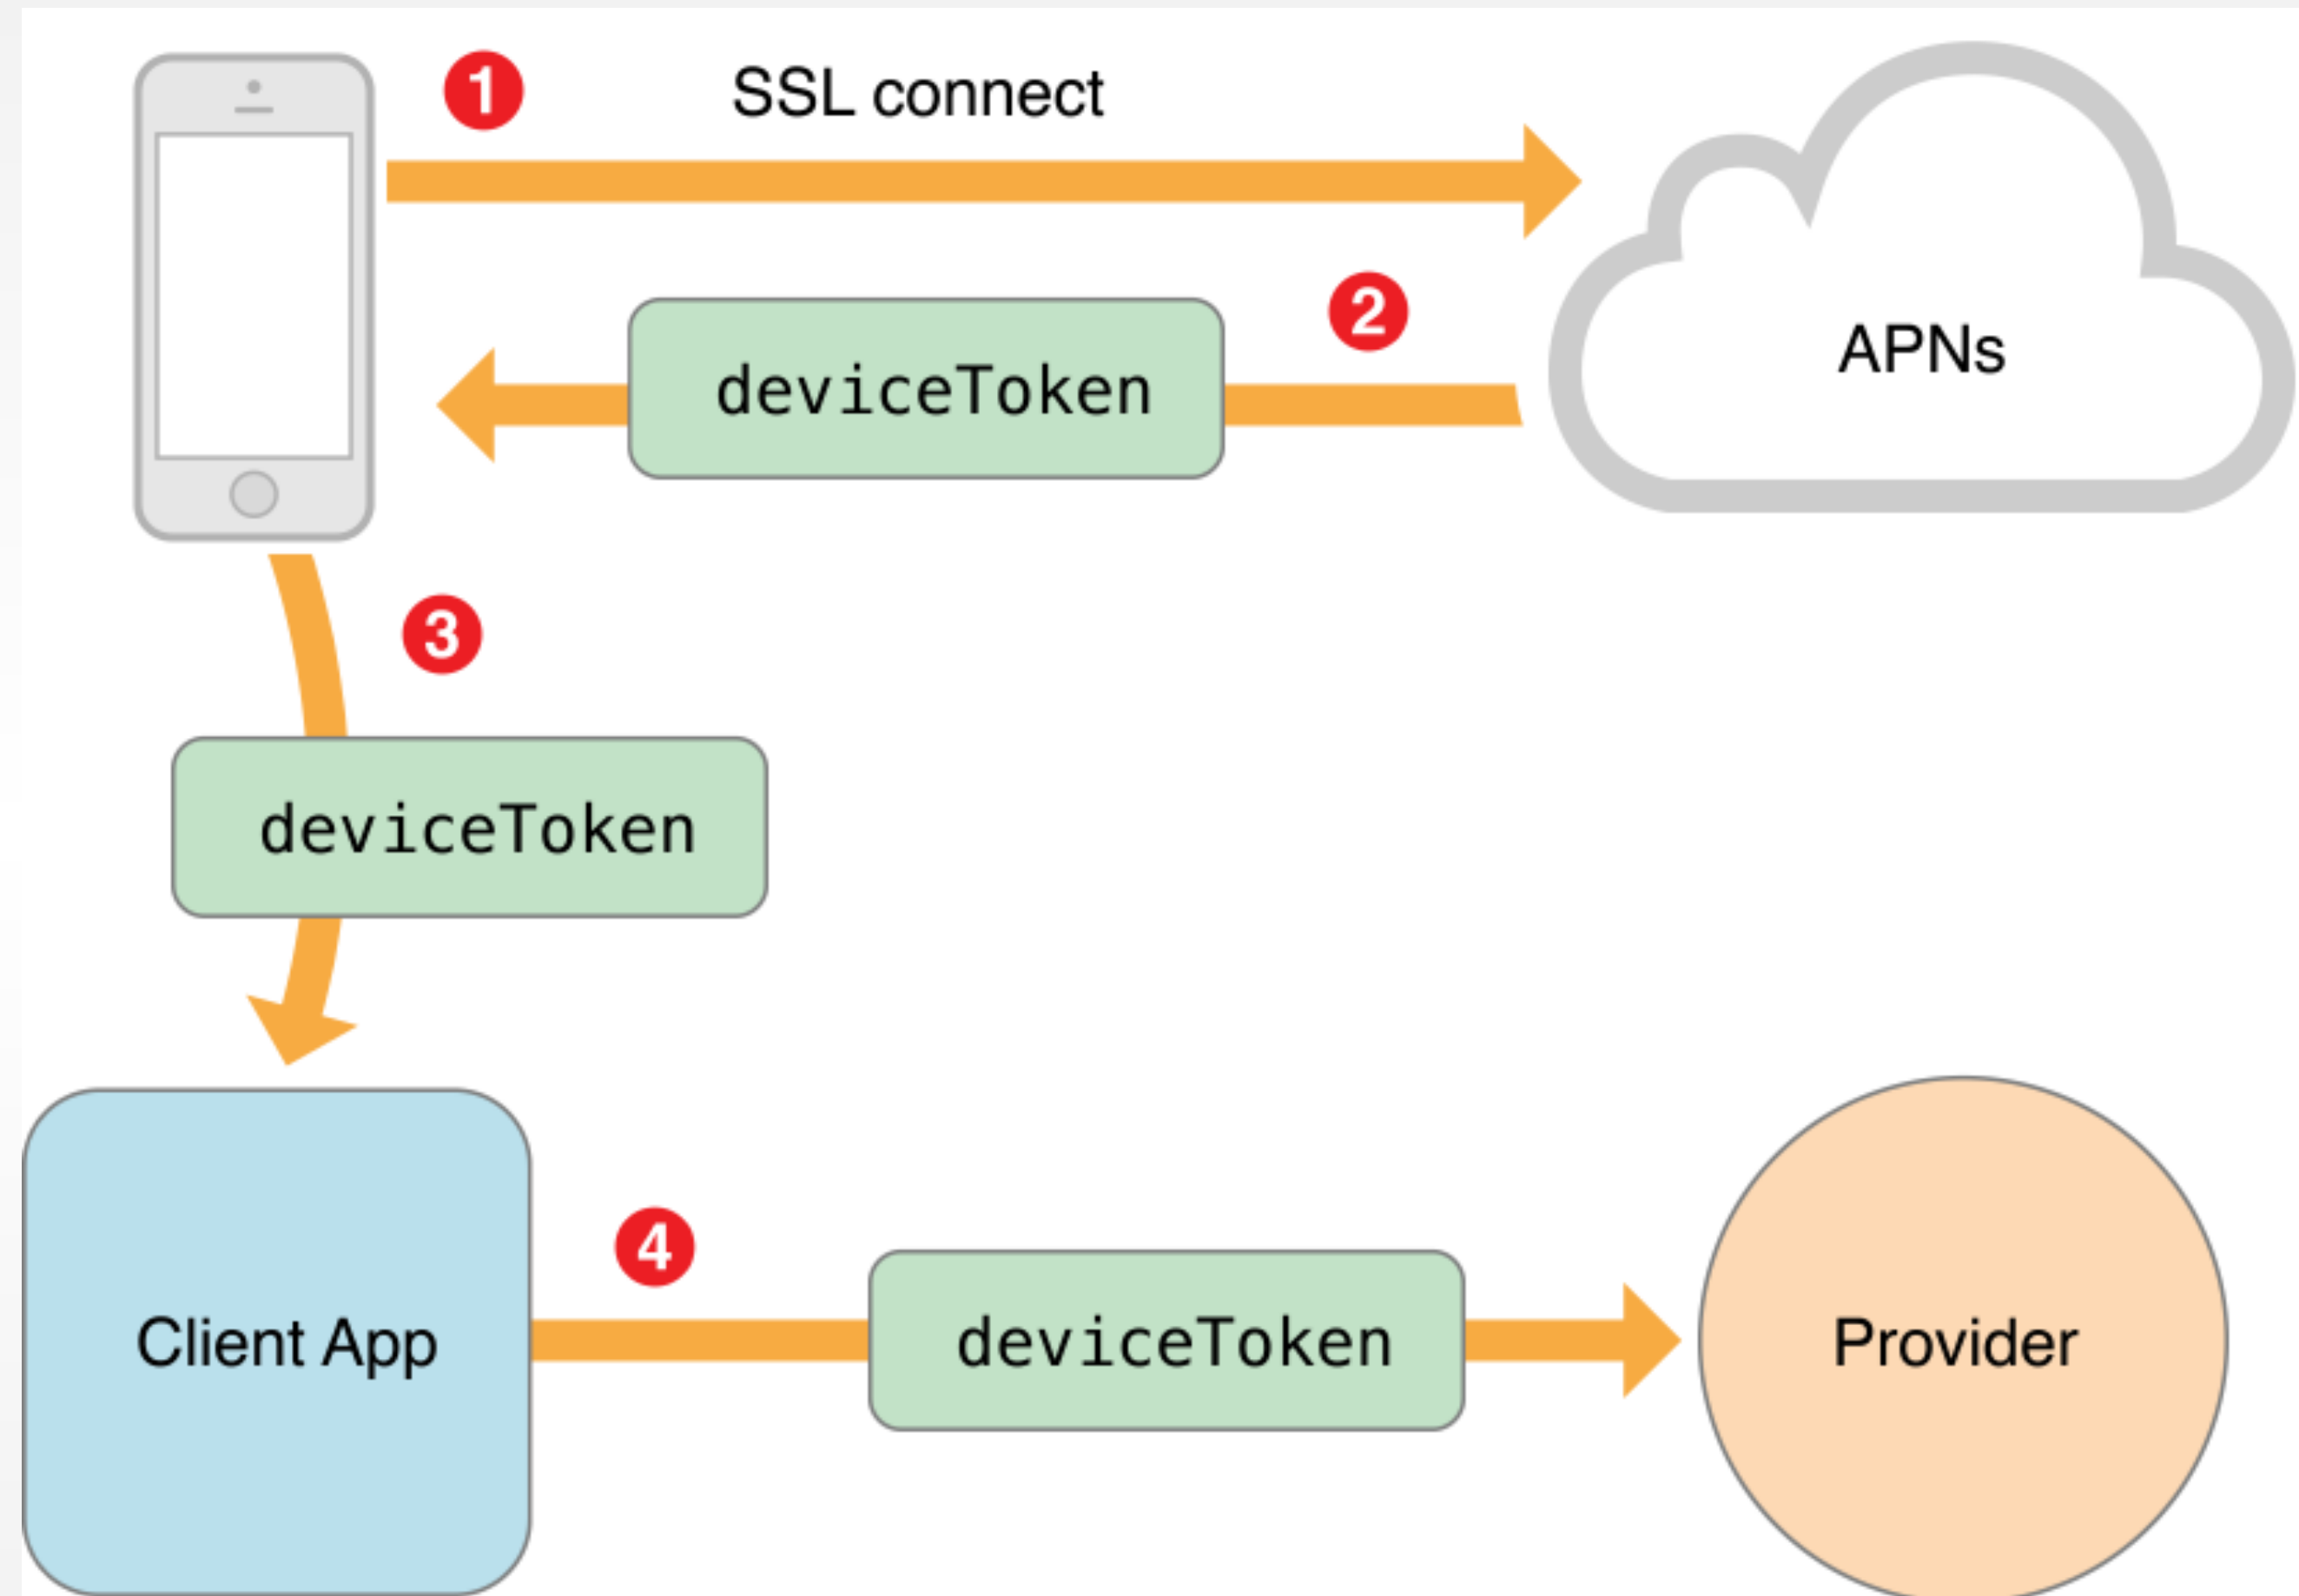 1
SSL connect
2
deviceToken
APNs
3
deviceToken
4
Client App
deviceToken
Provider